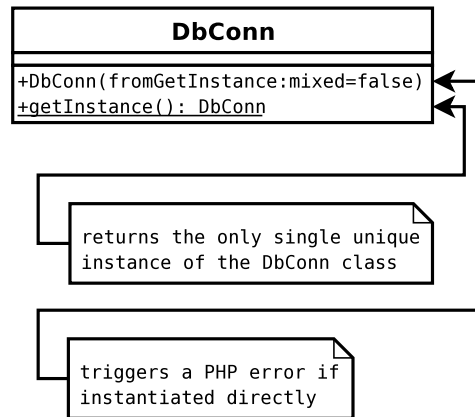 DbConn
+DbConn(fromGetInstance:mixed=false)
+getInstance(): DbConn
returns the only single unique
instance of the DbConn class
triggers a PHP error if
instantiated directly